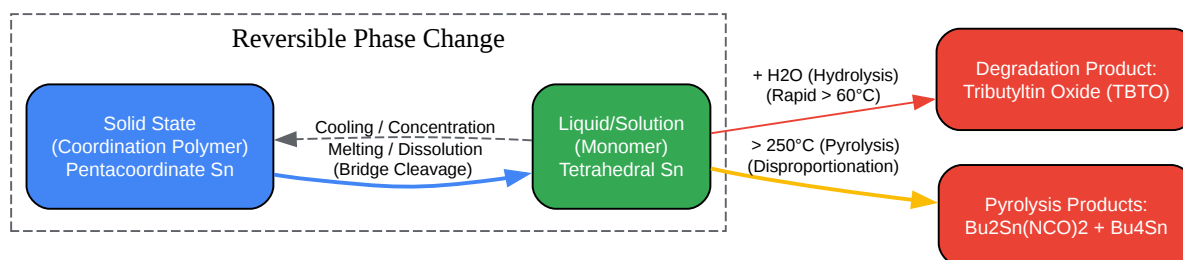 Reversible Phase Change
Solid State
(Coordination Polymer)
Pentacoordinate Sn
Cooling / Concentration
Melting / Dissolution
(Bridge Cleavage)
Liquid/Solution
(Monomer)
Tetrahedral Sn
+ H2O (Hydrolysis)
(Rapid > 60°C)
> 250°C (Pyrolysis)
(Disproportionation)
Degradation Product:
Tributyltin Oxide (TBTO)
Pyrolysis Products:
Bu2Sn(NCO)2 + Bu4Sn